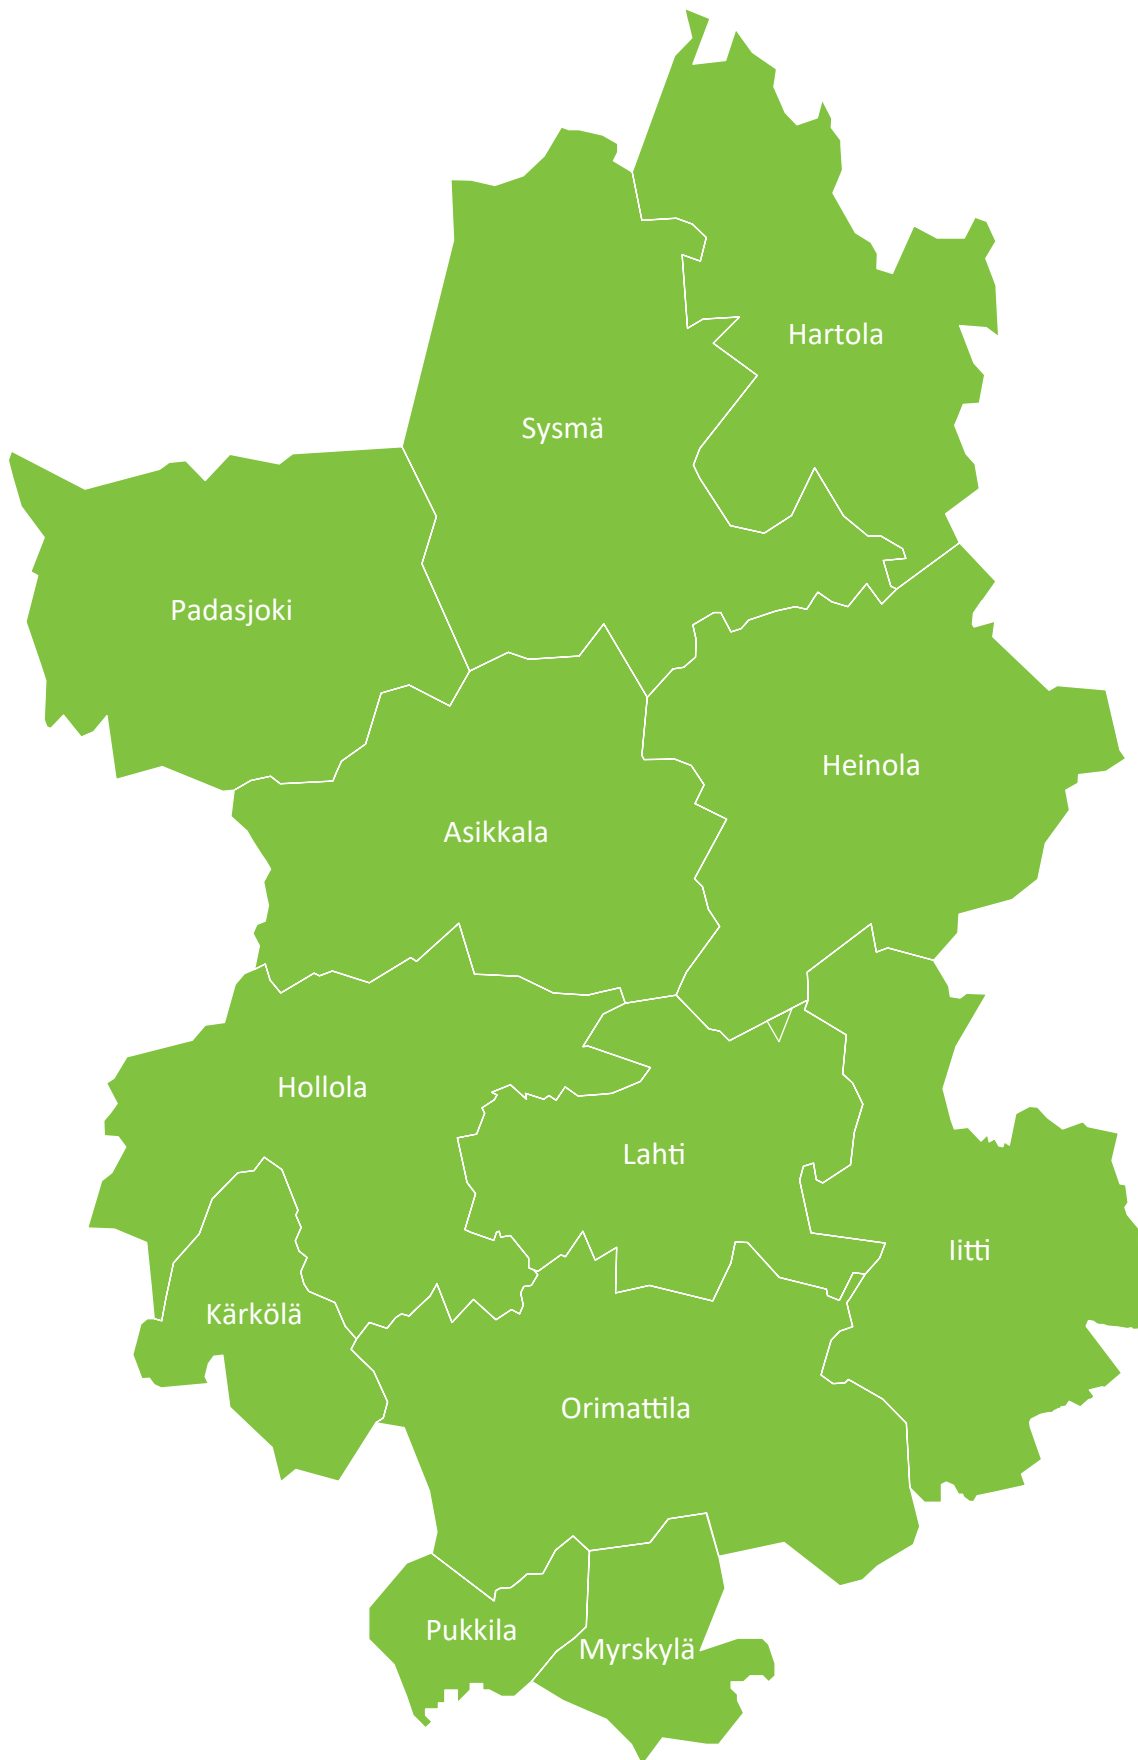 Hartola
Sysmä
Padasjoki
Heinola
Asikkala
Hollola
Lahti
Iitti
Kärkölä
Orimattila
Pukkila
Myrskylä